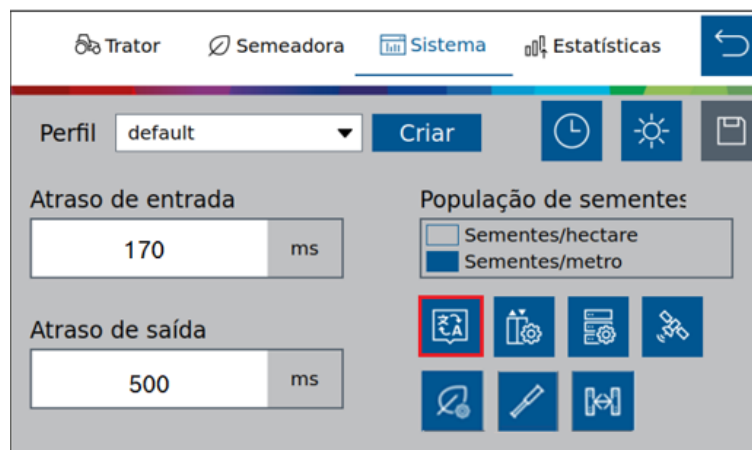 Trator Semeadora Sistema Estatísticas
Perfil default Criar
Atraso de entrada
170 ms
População de sementes
Sementes/hectare
Sementes/metro
Atraso de saída
500 ms